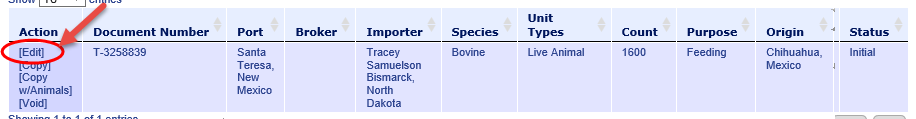 Show 10 entries
Action Document Number Port Broker Importer Species Unit Types Count Purpose Origin Status
[Edit] T-3258839 Santa Tracey Bovine Live Animal 1600 Feeding Chihuahua, Initial
[Copy] Teresa, Samuelson Mexico
[Copy New Bismarck,
w/Animals] Mexico North
[Void] Dakota
Showing 1 to 1 of 1 entries